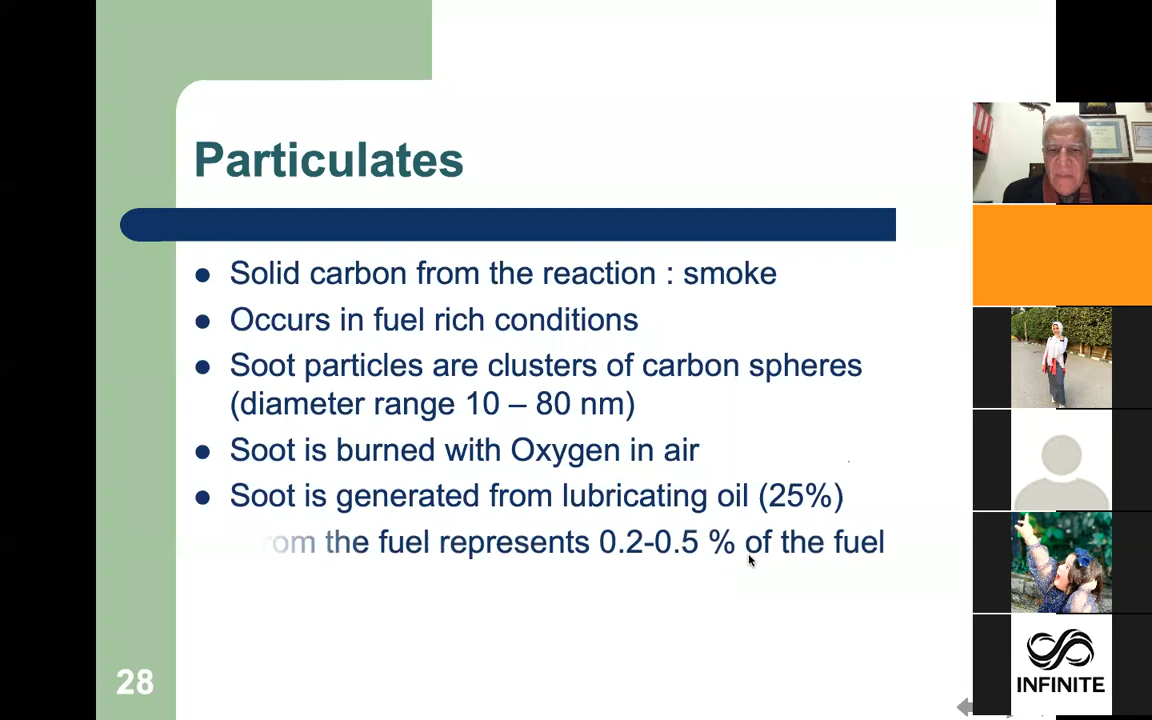 Particulates
Solid carbon from the reaction : smoke
Occurs in fuel rich conditions
Soot particles are clusters of carbon spheres
(diameter range 10 – 80 nm)
Soot is burned with Oxygen in air
Soot is generated from lubricating oil (25%)
the fuel represents 0.2-0.5 % of the fuel
28
INFINITE